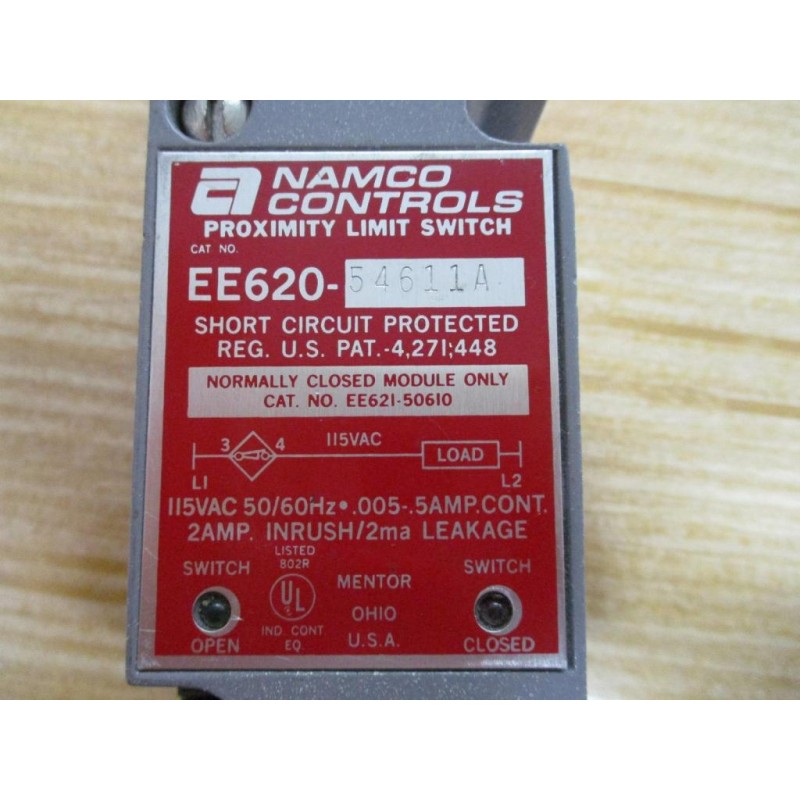 NAMCO
CONTROLS
PROXIMITY LIMIT SWITCH
CAT NO.
EE620-54611A
SHORT CIRCUIT PROTECTED
REG. U.S. PAT.-4,271,448
NORMALLY CLOSED MODULE ONLY
CAT. NO. EE621-50610
3 4 115VAC LOAD
L1 L2
115VAC 50/60Hz•.005-.5AMP.CONT.
2AMP. INRUSH/2ma LEAKAGE
LISTED
802R
SWITCH SWITCH
UL MENTOR
OHIO
IND. CONT
EQ.
U.S.A.
OPEN CLOSED